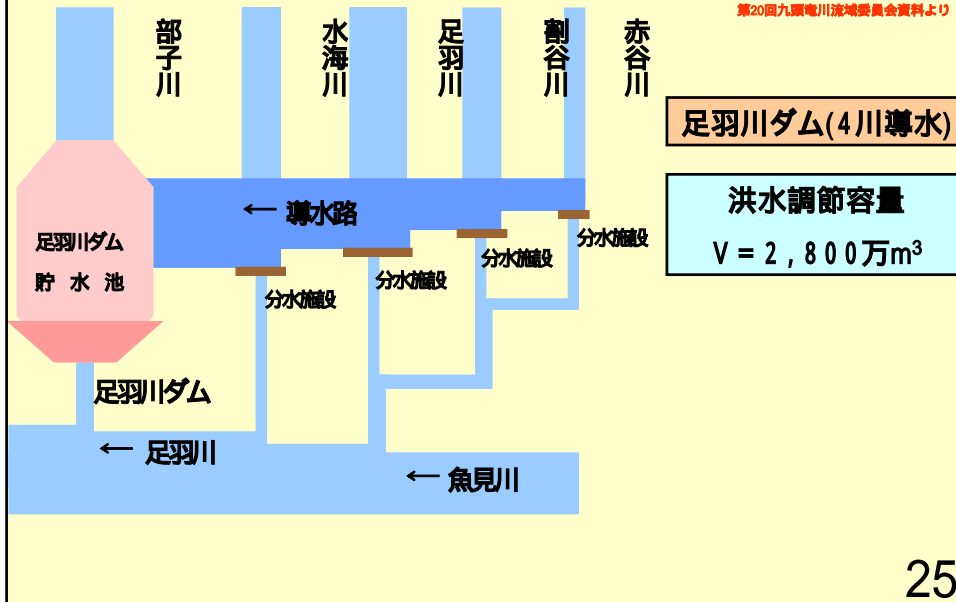 第20回九頭竜川流域委員会資料より
部子川
水海川
足羽川
割谷川
赤谷川
足羽川ダム(4川導水)
洪水調節容量
V = 2 , 8 0 0 万m³
← 導水路
足羽川ダム
貯 水 池
分水施設
分水施設
分水施設
分水施設
足羽川ダム
← 足羽川
← 魚見川
25